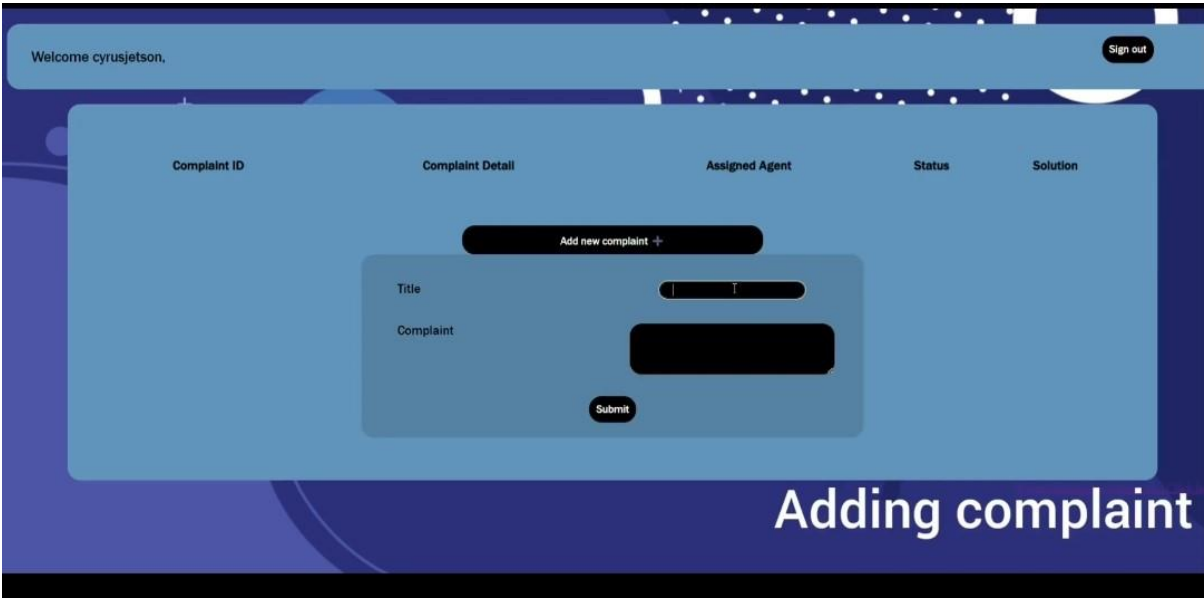 Welcome cyrusjetson,
Sign out
Complaint ID Complaint Detail Assigned Agent Status Solution
Add new complaint +
Title
Complaint
Submit
Adding complaint